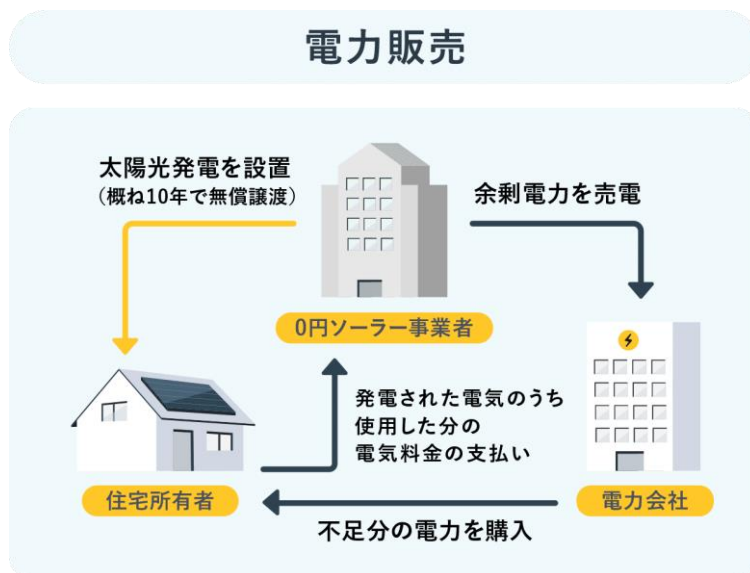 電力販売
太陽光発電を設置
（概ね10年で無償譲渡）
余剰電力を売電
0円ソーラー事業者
発電された電気のうち
使用した分の
電気料金の支払い
住宅所有者
電力会社
不足分の電力を購入